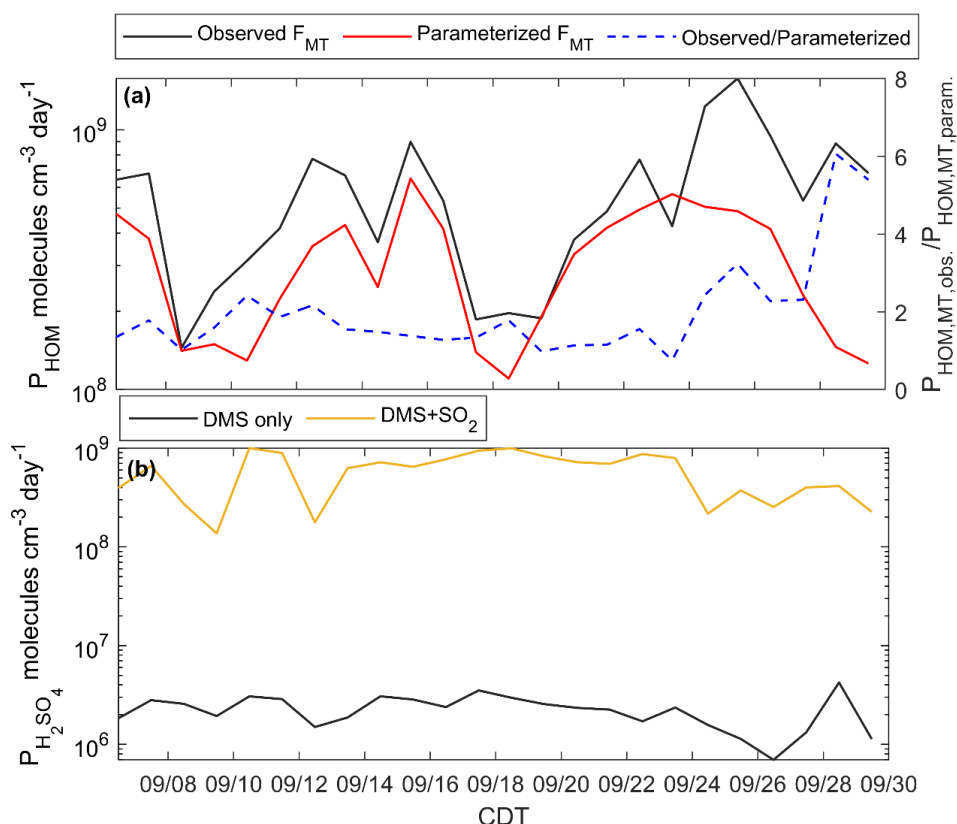 Observed F_MT Parameterized F_MT Observed/Parameterized
(a)
P_HOM molecules cm^-3 day^-1
10^9
10^8
8
6
4
2
0
P_HOM,MT,obs./P_HOM,MT,param.
DMS only DMS+SO_2
(b)
P_H_2SO_4 molecules cm^-3 day^-1
10^9
10^8
10^7
10^6
09/08 09/10 09/12 09/14 09/16 09/18 09/20 09/22 09/24 09/26 09/28 09/30
CDT